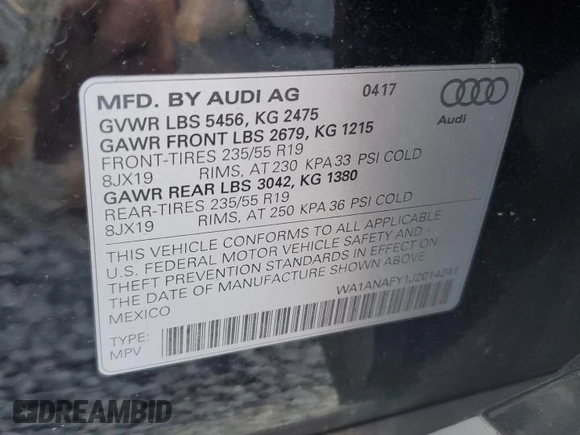 MFD. BY AUDI AG 0417
Audi
GVWR LBS 5456, KG 2475
GAWR FRONT LBS 2679, KG 1215
FRONT-TIRES 235/55 R19
8JX19 RIMS, AT 230 KPA 33 PSI COLD
GAWR REAR LBS 3042, KG 1380
REAR-TIRES 235/55 R19
8JX19 RIMS, AT 250 KPA 36 PSI COLD
THIS VEHICLE CONFORMS TO ALL APPLICABLE
U.S. FEDERAL MOTOR VEHICLE SAFETY AND
THEFT PREVENTION STANDARDS IN EFFECT ON
THE DATE OF MANUFACTURE SHOWN ABOVE
MEXICO
TYPE:
MPV
DREAMBID